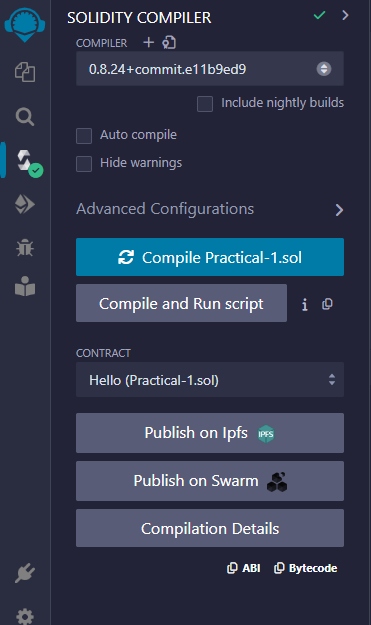 SOLIDITY COMPILER
COMPILER
0.8.24+commit.e11b9ed9
Include nightly builds
Auto compile
Hide warnings
Advanced Configurations
Compile Practical-1.sol
Compile and Run script
CONTRACT
Hello (Practical-1.sol)
Publish on Ipfs IPFS
Publish on Swarm
Compilation Details
ABI Bytecode